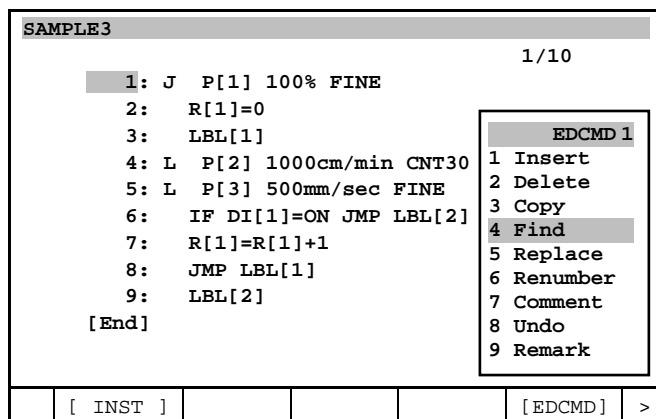 SAMPLE3
1/10
1: J P[1] 100% FINE
2: R[1]=0
3: LBL[1]
4: L P[2] 1000cm/min CNT30
5: L P[3] 500mm/sec FINE
6: IF DI[1]=ON JMP LBL[2]
7: R[1]=R[1]+1
8: JMP LBL[1]
9: LBL[2]
[End]
EDCMD 1
1 Insert
2 Delete
3 Copy
4 Find
5 Replace
6 Renumber
7 Comment
8 Undo
9 Remark
[ INST ] [EDCMD] >